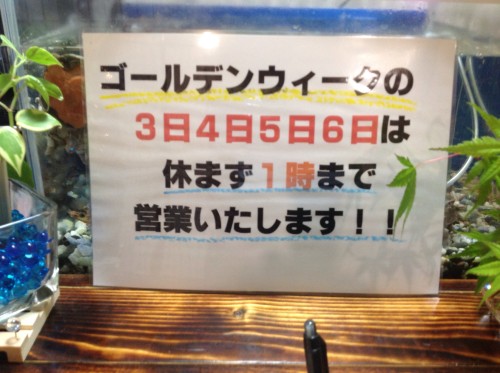 ゴールデンウィークの
3日4日5日6日は
休まず1時まで
営業いたします！！